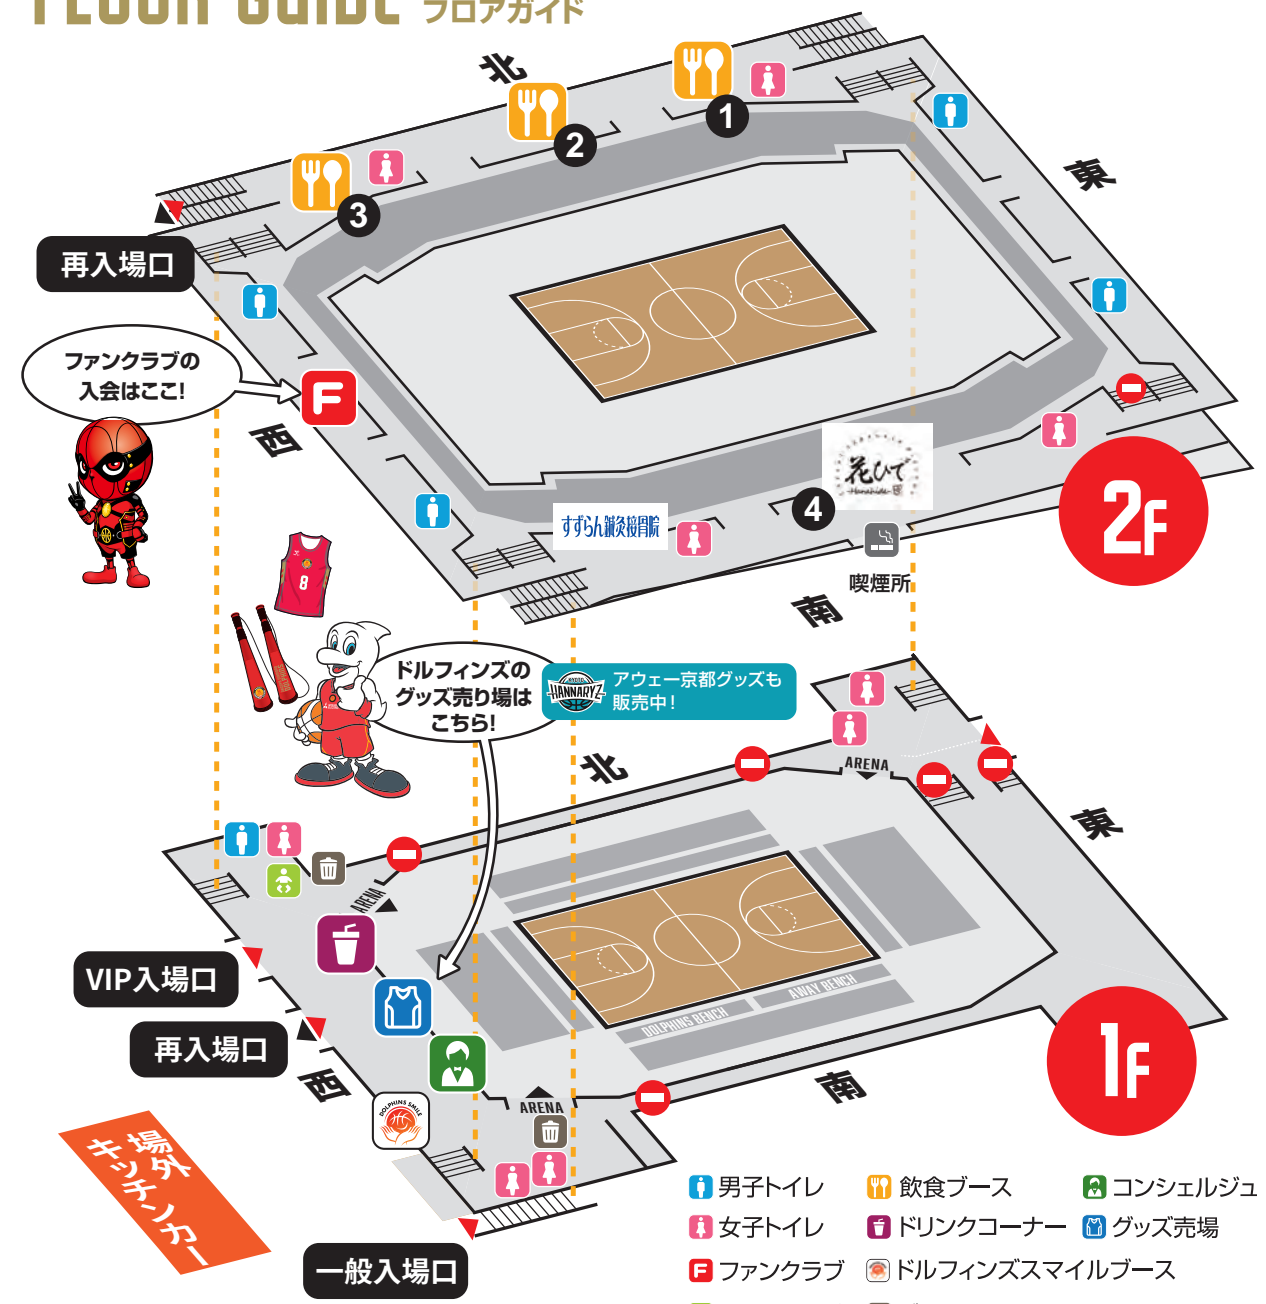 FLOOR GUIDE フロアガイド
北
1
2
3
東
再入場口
ファンクラブの
入会はここ!
F
西
花ひで
Hanahide
4
すずらん鍼灸接骨院
2F
喫煙所
南
8
ドルフィンズの
グッズ売り場は
こちら!
KYOTO
HANNARYZ
アウェー京都グッズも
販売中!
北
ARENA
東
ARENA
VIP入場口
AWAY BENCH
DOLPHINS BENCH
再入場口
西
1F
南
DOLPHINS SMILE
ARENA
場外
キッチンカー
一般入場口
男子トイレ
飲食ブース
コンシェルジュ
女子トイレ
ドリンクコーナー
グッズ売場
F ファンクラブ
ドルフィンズスマイルブース